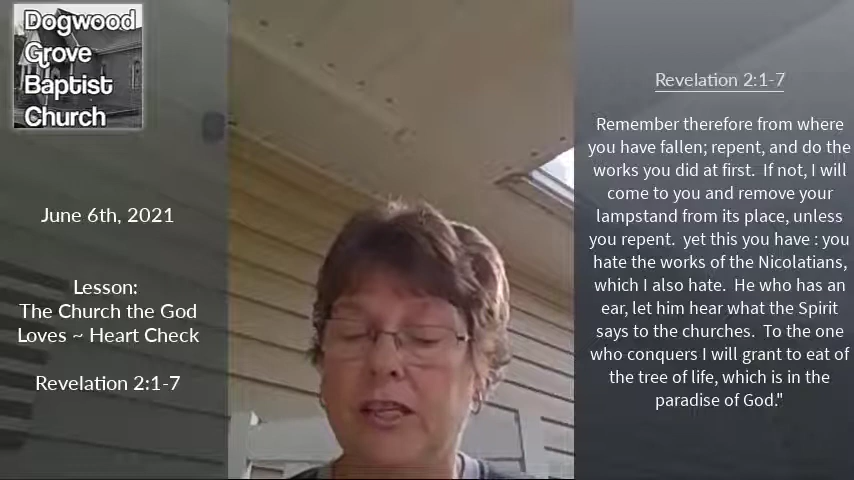 Dogwood
Grove
Baptist
Church
June 6th, 2021
Lesson:
The Church the God
Loves ~ Heart Check
Revelation 2:1-7
Revelation 2:1-7
Remember therefore from where
you have fallen; repent, and do the
works you did at first. If not, I will
come to you and remove your
lampstand from its place, unless
you repent. yet this you have : you
hate the works of the Nicolatians,
which I also hate. He who has an
ear, let him hear what the Spirit
says to the churches. To the one
who conquers I will grant to eat of
the tree of life, which is in the
paradise of God."